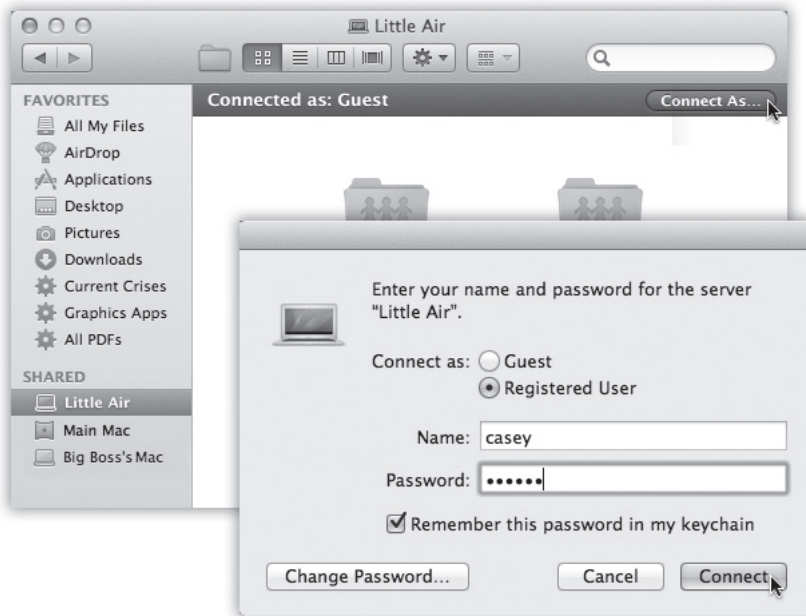 Little Air
FAVORITES
All My Files
AirDrop
Applications
Desktop
Pictures
Downloads
Current Crises
Graphics Apps
All PDFs
SHARED
Little Air
Main Mac
Big Boss's Mac
Connected as: Guest
Connect As...
Enter your name and password for the server
"Little Air".
Connect as: Guest
Registered User
Name: casey
Password: ••••••
Remember this password in my keychain
Change Password...
Cancel
Connect